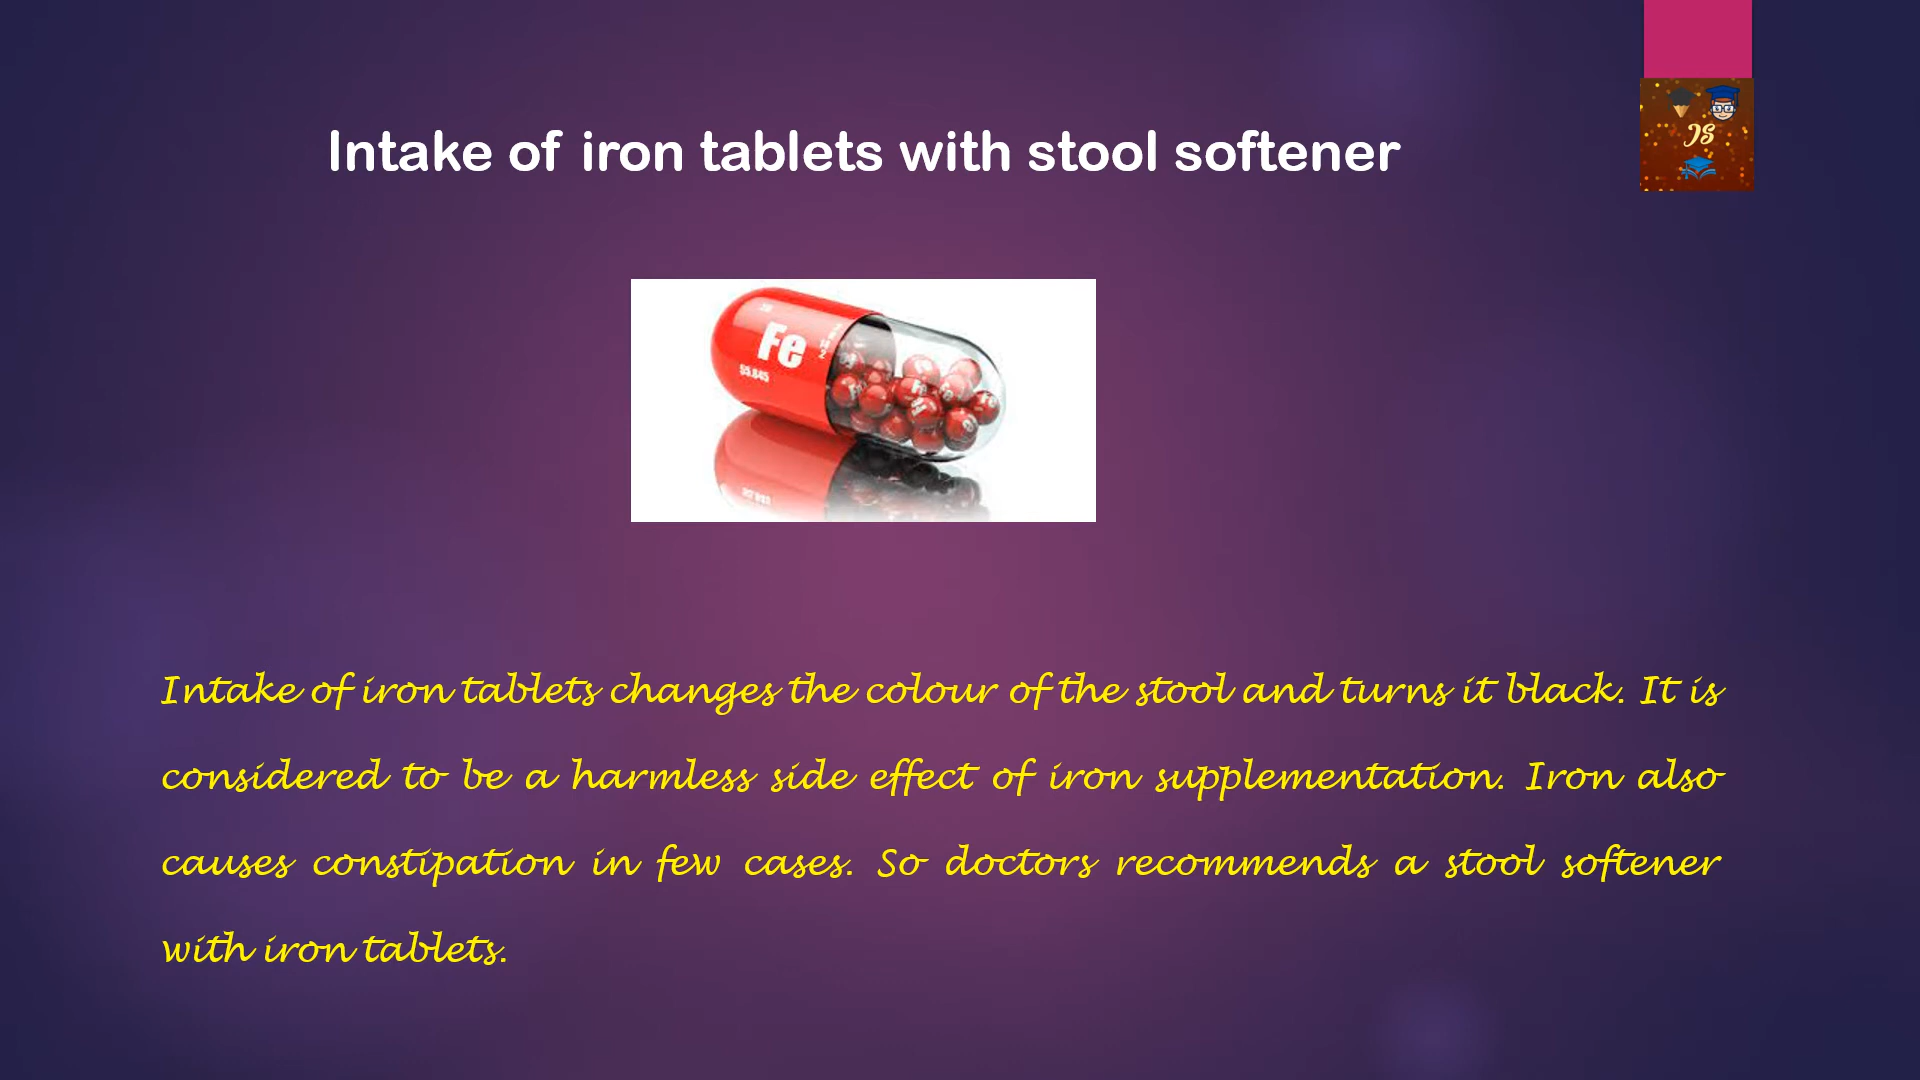 Intake of iron tablets with stool softener
JS
Fe
55.845
Intake of iron tablets changes the colour of the stool and turns it black. It is
considered to be a harmless side effect of iron supplementation. Iron also
causes constipation in few cases. So doctors recommends a stool softener
with iron tablets.